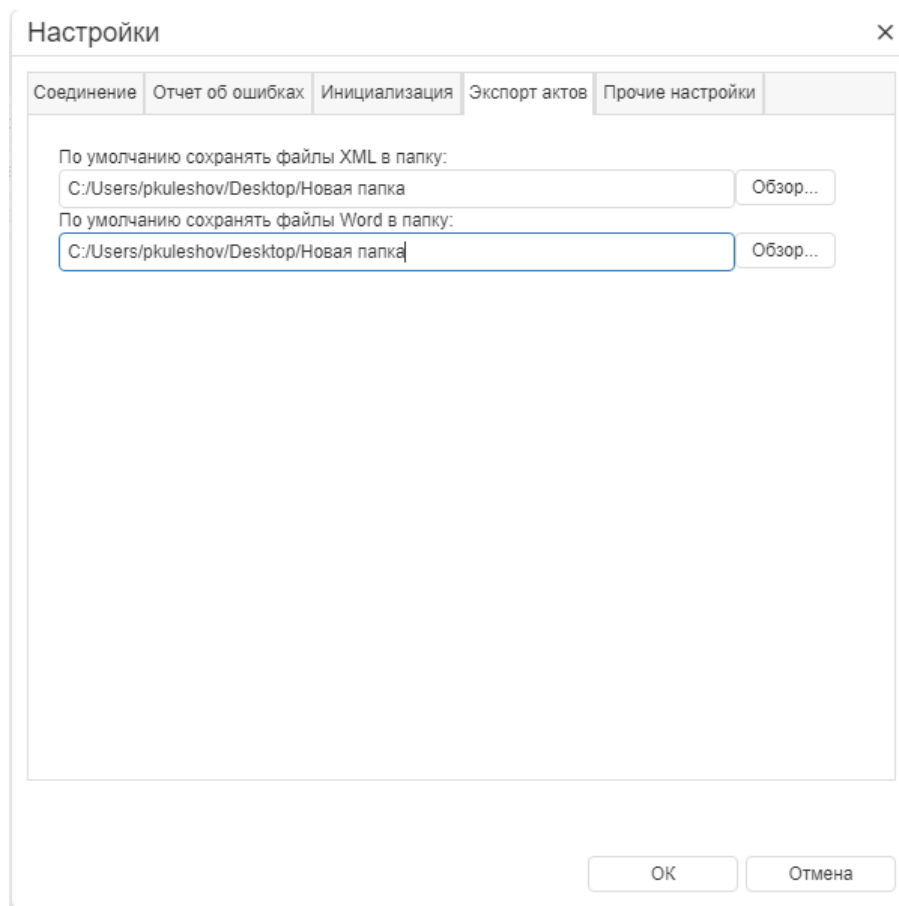 Настройки
Соединение Отчет об ошибках Инициализация Экспорт актов Прочие настройки
По умолчанию сохранять файлы XML в папку:
C:/Users/pkuleshov/Desktop/Новая папка Обзор...
По умолчанию сохранять файлы Word в папку:
C:/Users/pkuleshov/Desktop/Новая папка Обзор...
ОК Отмена